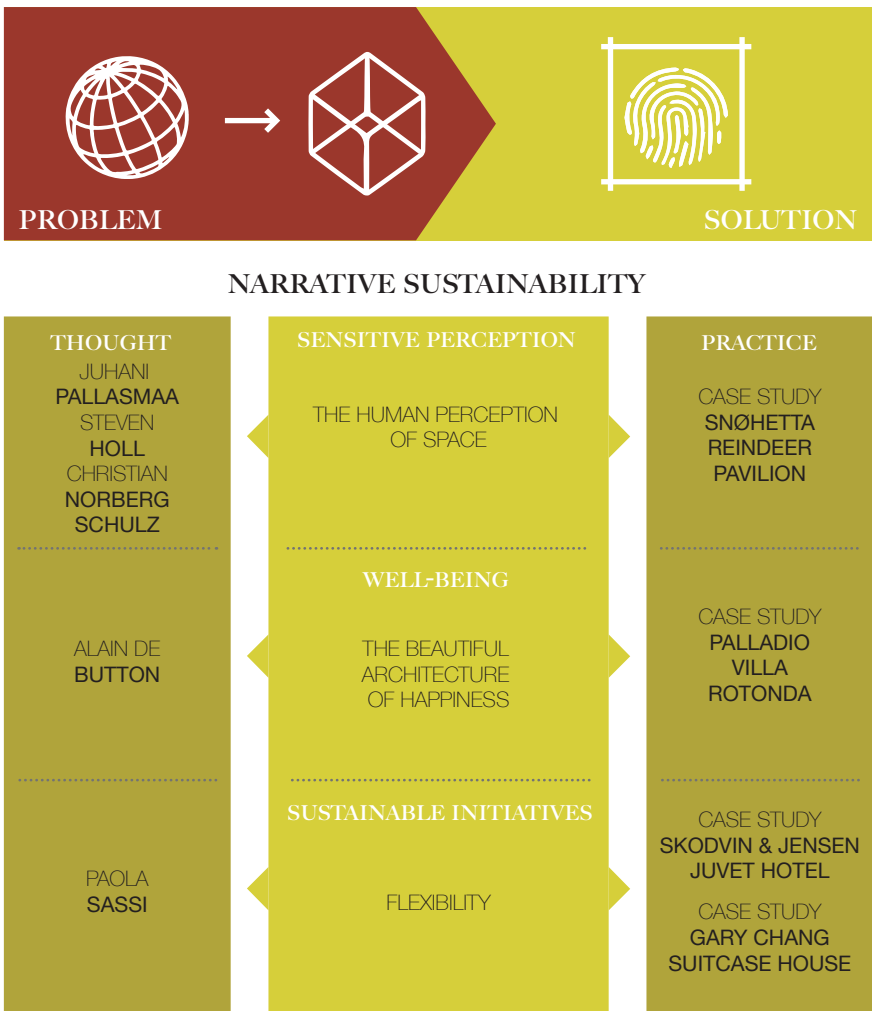 PROBLEM
SOLUTION
NARRATIVE SUSTAINABILITY
THOUGHT
JUHANI
PALLASMAA
STEVEN
HOLL
CHRISTIAN
NORBERG
SCHULZ
ALAIN DE
BUTTON
PAOLA
SASSI
SENSITIVE PERCEPTION
THE HUMAN PERCEPTION
OF SPACE
WELL-BEING
THE BEAUTIFUL
ARCHITECTURE
OF HAPPINESS
SUSTAINABLE INITIATIVES
FLEXIBILITY
PRACTICE
CASE STUDY
SNØHETTA
REINDEER
PAVILION
CASE STUDY
PALLADIO
VILLA
ROTONDA
CASE STUDY
SKODVIN & JENSEN
JUVET HOTEL
CASE STUDY
GARY CHANG
SUITCASE HOUSE